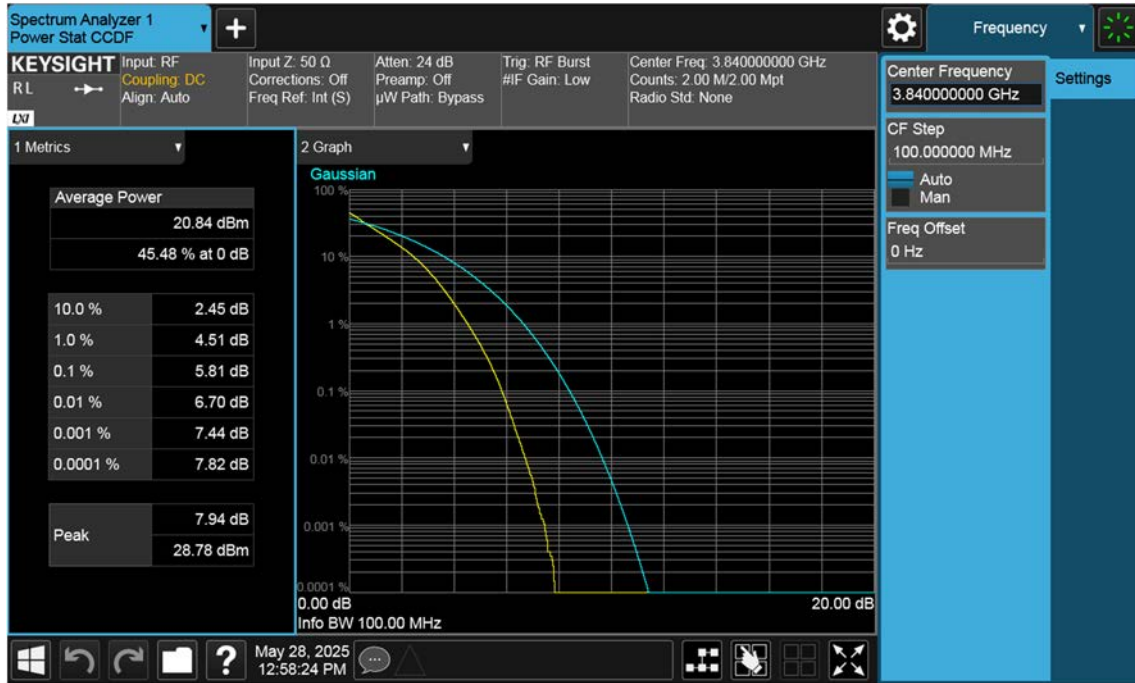 Spectrum Analyzer 1
Power Stat CCDF
Frequency
KEYSIGHT
RL
LXI
Input: RF
Coupling: DC
Align: Auto
Input Z: 50 Ω
Corrections: Off
Freq Ref: Int (S)
Atten: 24 dB
Preamp: Off
µW Path: Bypass
Trig: RF Burst
#IF Gain: Low
Center Freq: 3.840000000 GHz
Counts: 2.00 M/2.00 Mpt
Radio Std: None
Center Frequency
3.840000000 GHz
Settings
CF Step
100.000000 MHz
Auto
Man
Freq Offset
0 Hz
1 Metrics
Average Power
20.84 dBm
45.48 % at 0 dB
10.0 % 2.45 dB
1.0 % 4.51 dB
0.1 % 5.81 dB
0.01 % 6.70 dB
0.001 % 7.44 dB
0.0001 % 7.82 dB
Peak
7.94 dB
28.78 dBm
2 Graph
Gaussian
100 %
10 %
1 %
0.1 %
0.01 %
0.001 %
0.0001 %
0.00 dB 20.00 dB
Info BW 100.00 MHz
?
May 28, 2025
12:58:24 PM